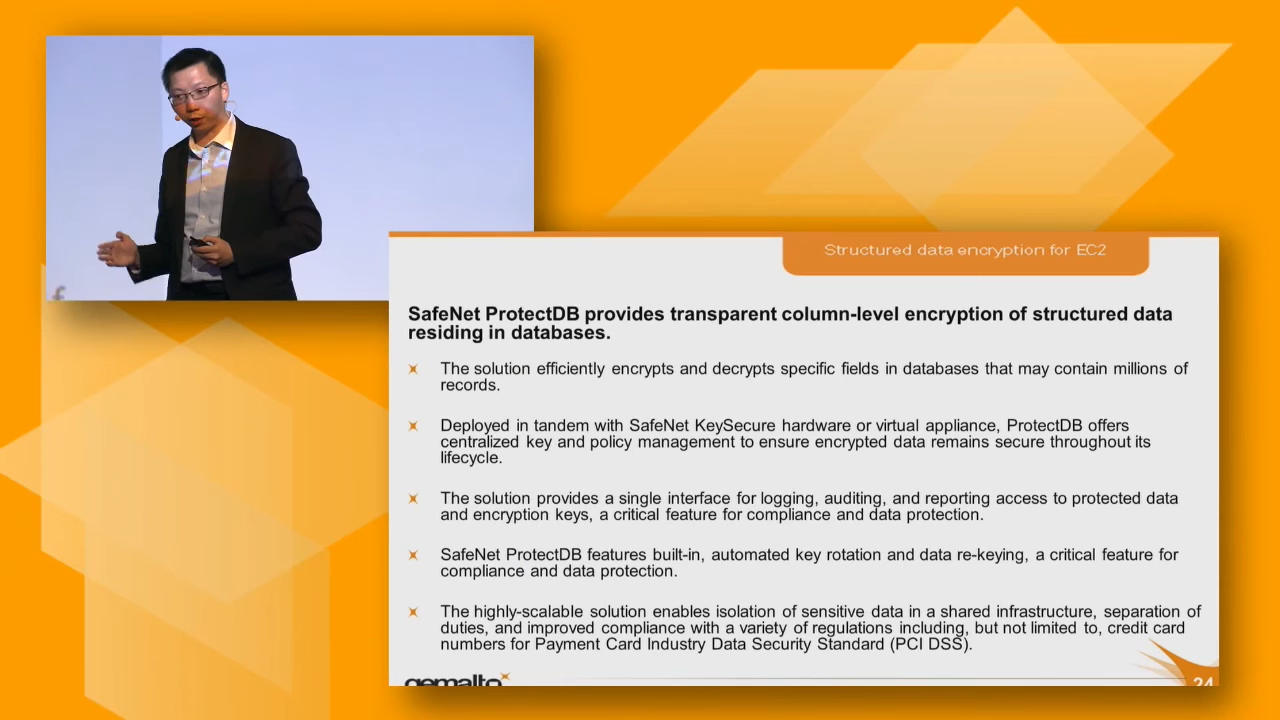 Structured data encryption for EC2
SafeNet ProtectDB provides transparent column-level encryption of structured data
residing in databases.
The solution efficiently encrypts and decrypts specific fields in databases that may contain millions of
records.
Deployed in tandem with SafeNet KeySecure hardware or virtual appliance, ProtectDB offers
centralized key and policy management to ensure encrypted data remains secure throughout its
lifecycle.
The solution provides a single interface for logging, auditing, and reporting access to protected data
and encryption keys, a critical feature for compliance and data protection.
SafeNet ProtectDB features built-in, automated key rotation and data re-keying, a critical feature for
compliance and data protection.
The highly-scalable solution enables isolation of sensitive data in a shared infrastructure, separation of
duties, and improved compliance with a variety of regulations including, but not limited to, credit card
numbers for Payment Card Industry Data Security Standard (PCI DSS).
gemalto
24